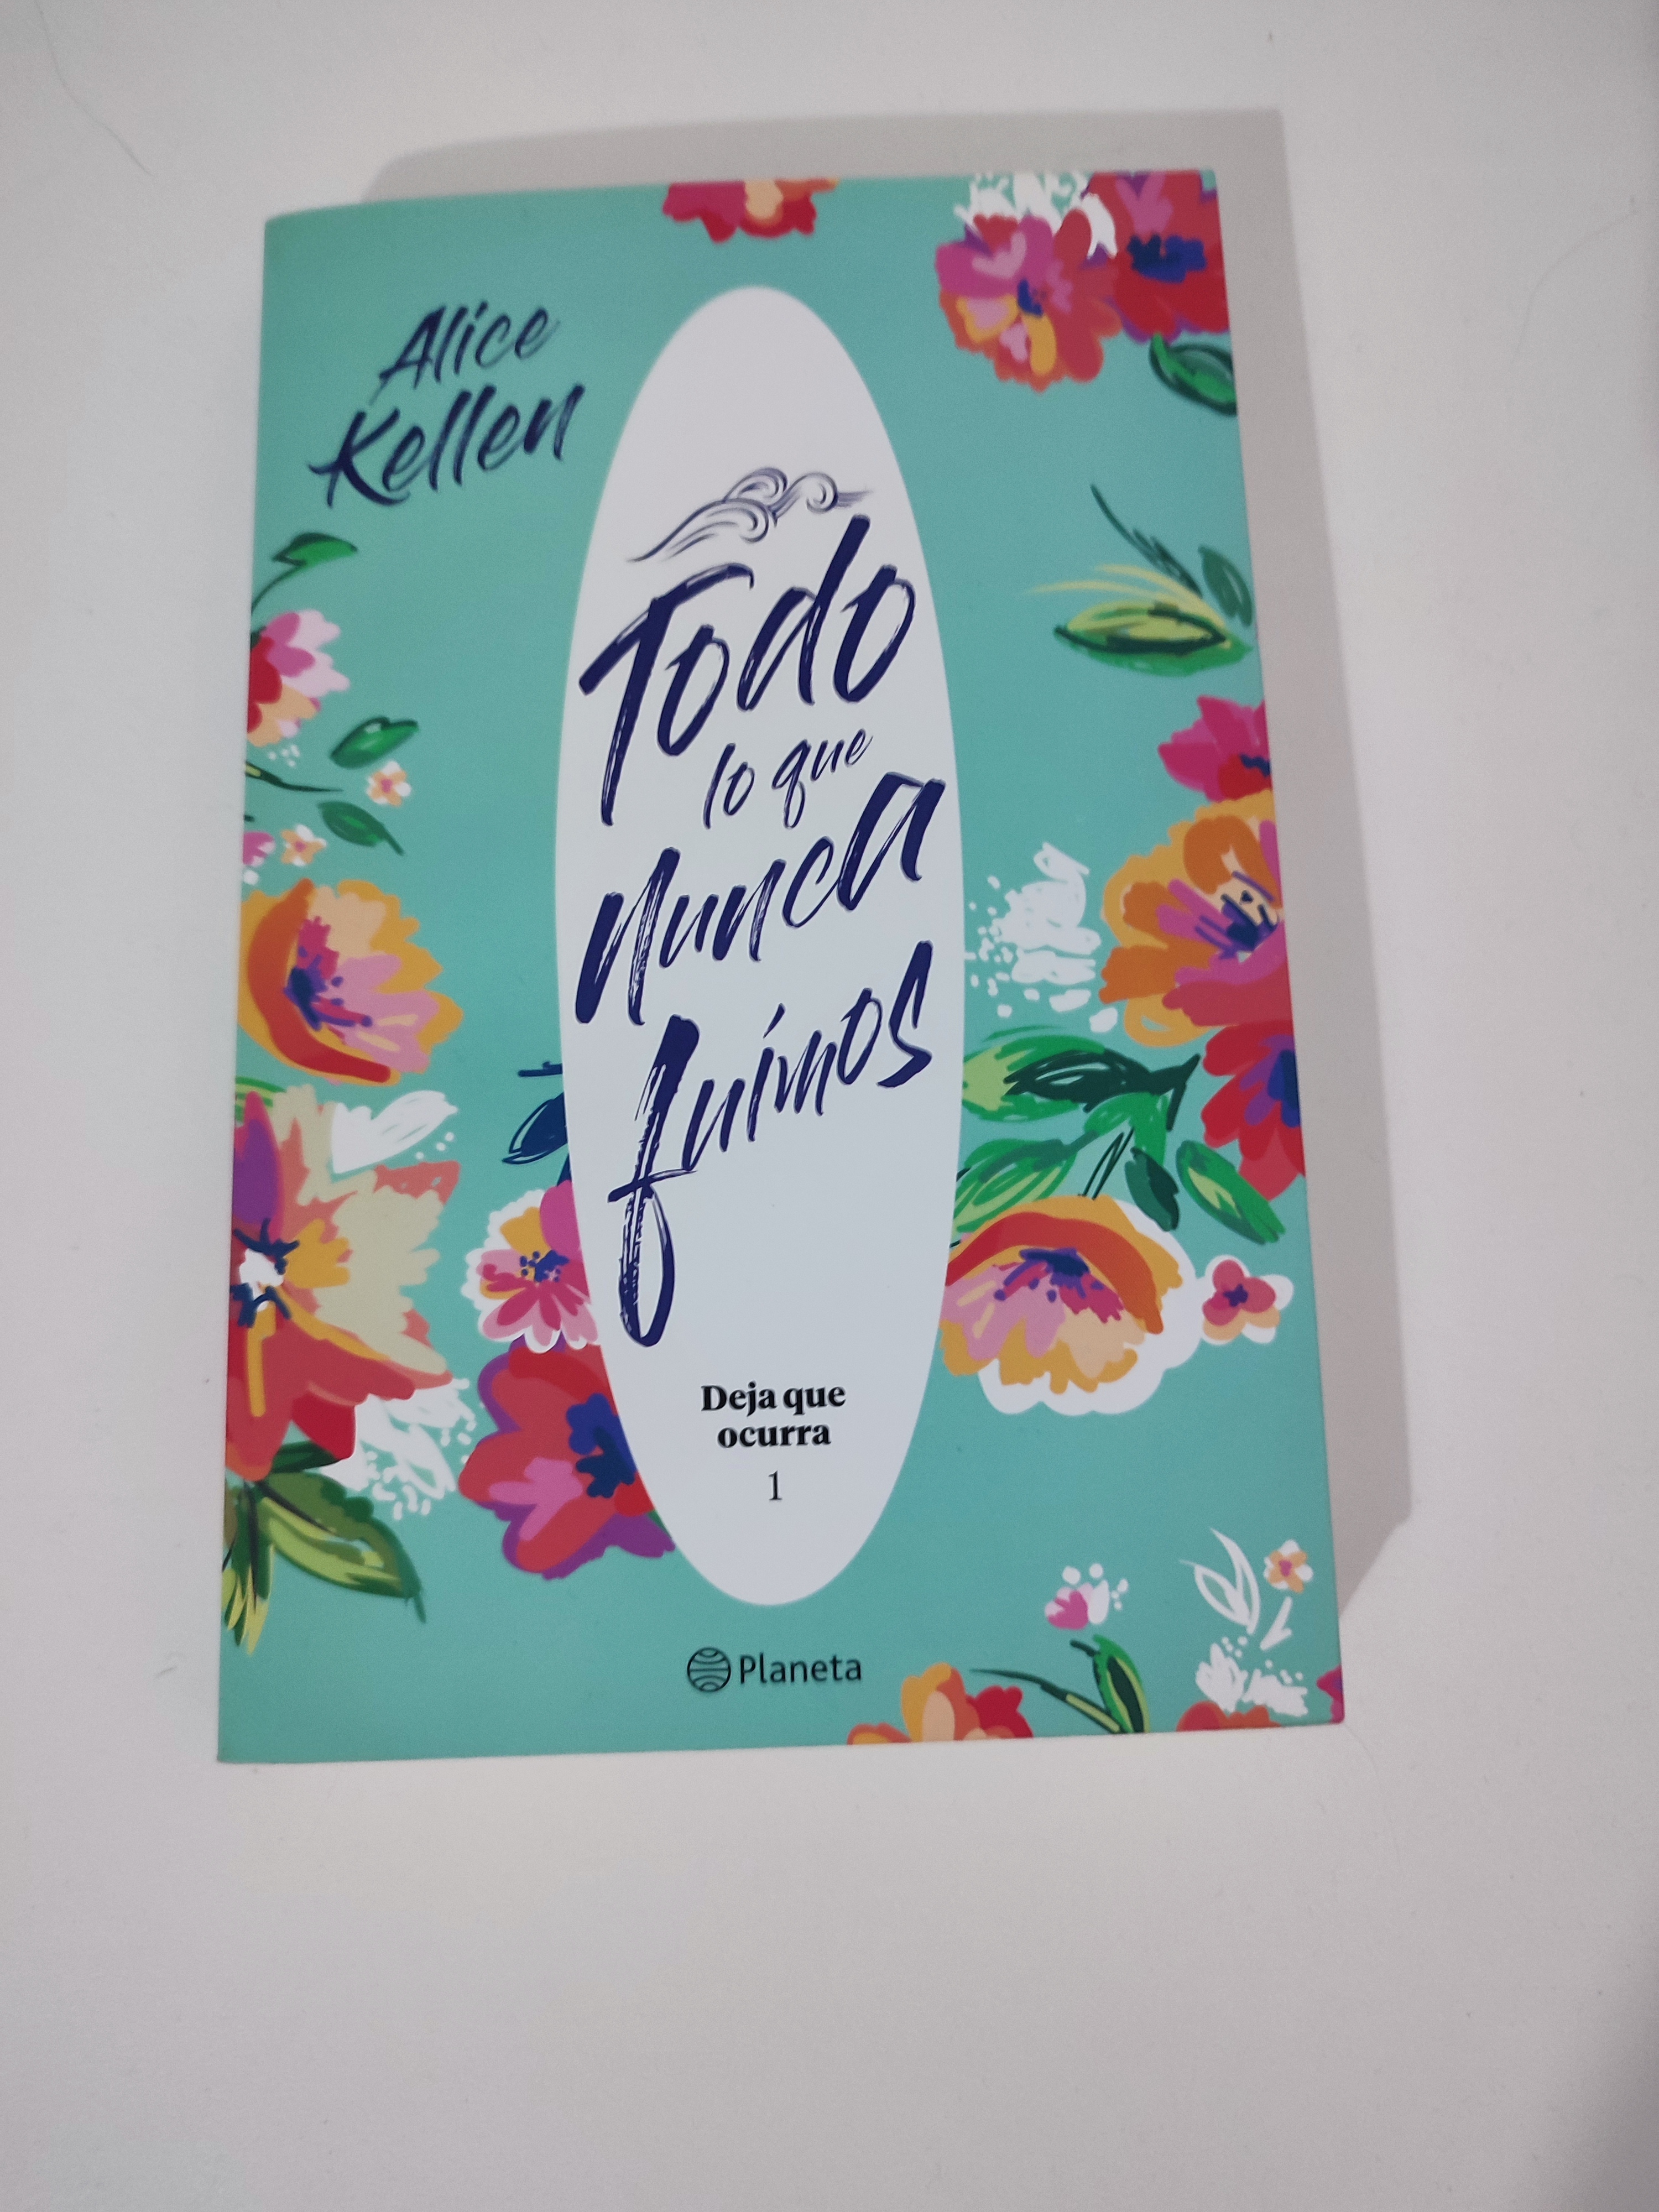 Alice
Kellen
Todo
lo que
nunca
fuimos
Deja que
ocurra
1
Planeta